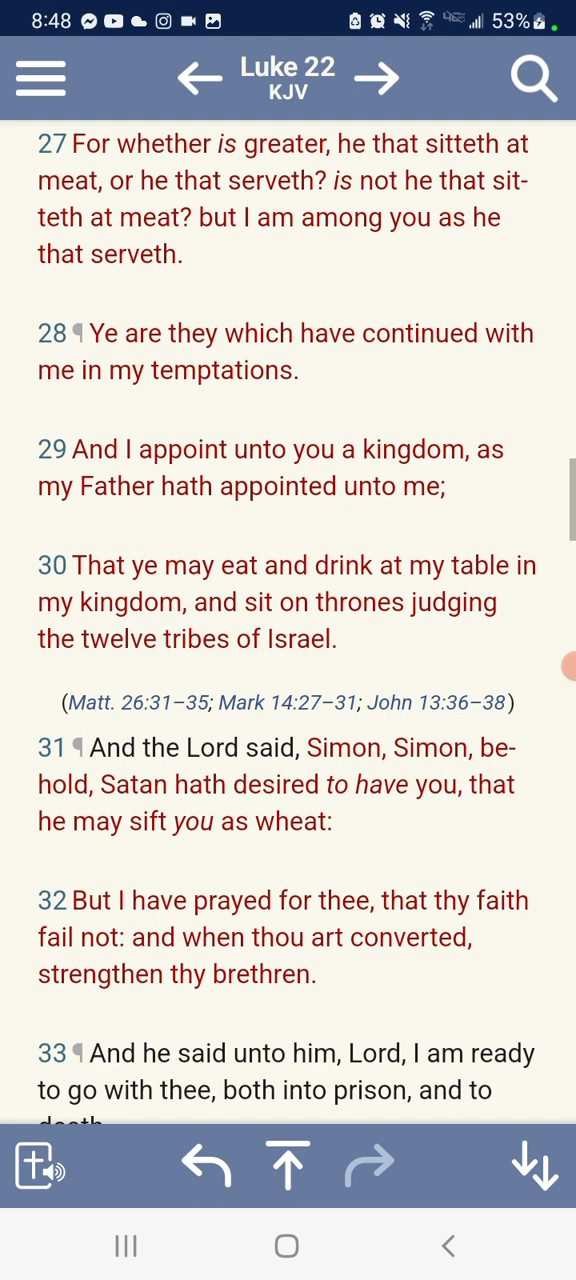 8:48
53%
Luke 22
KJV
27 For whether is greater, he that sitteth at
meat, or he that serveth? is not he that sit-
teth at meat? but I am among you as he
that serveth.
28 ¶ Ye are they which have continued with
me in my temptations.
29 And I appoint unto you a kingdom, as
my Father hath appointed unto me;
30 That ye may eat and drink at my table in
my kingdom, and sit on thrones judging
the twelve tribes of Israel.
(Matt. 26:31–35; Mark 14:27–31; John 13:36–38)
31 ¶ And the Lord said, Simon, Simon, be-
hold, Satan hath desired to have you, that
he may sift you as wheat:
32 But I have prayed for thee, that thy faith
fail not: and when thou art converted,
strengthen thy brethren.
33 ¶ And he said unto him, Lord, I am ready
to go with thee, both into prison, and to